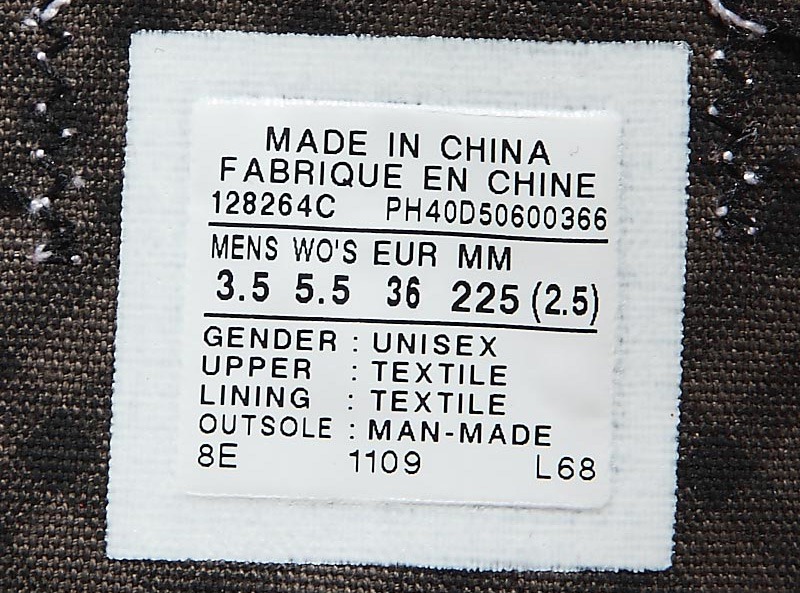 MADE IN CHINA
FABRIQUE EN CHINE
128264C PH40D50600366
MENS WO'S EUR MM
3.5 5.5 36 225 (2.5)
GENDER : UNISEX
UPPER : TEXTILE
LINING : TEXTILE
OUTSOLE : MAN-MADE
8E 1109 L68